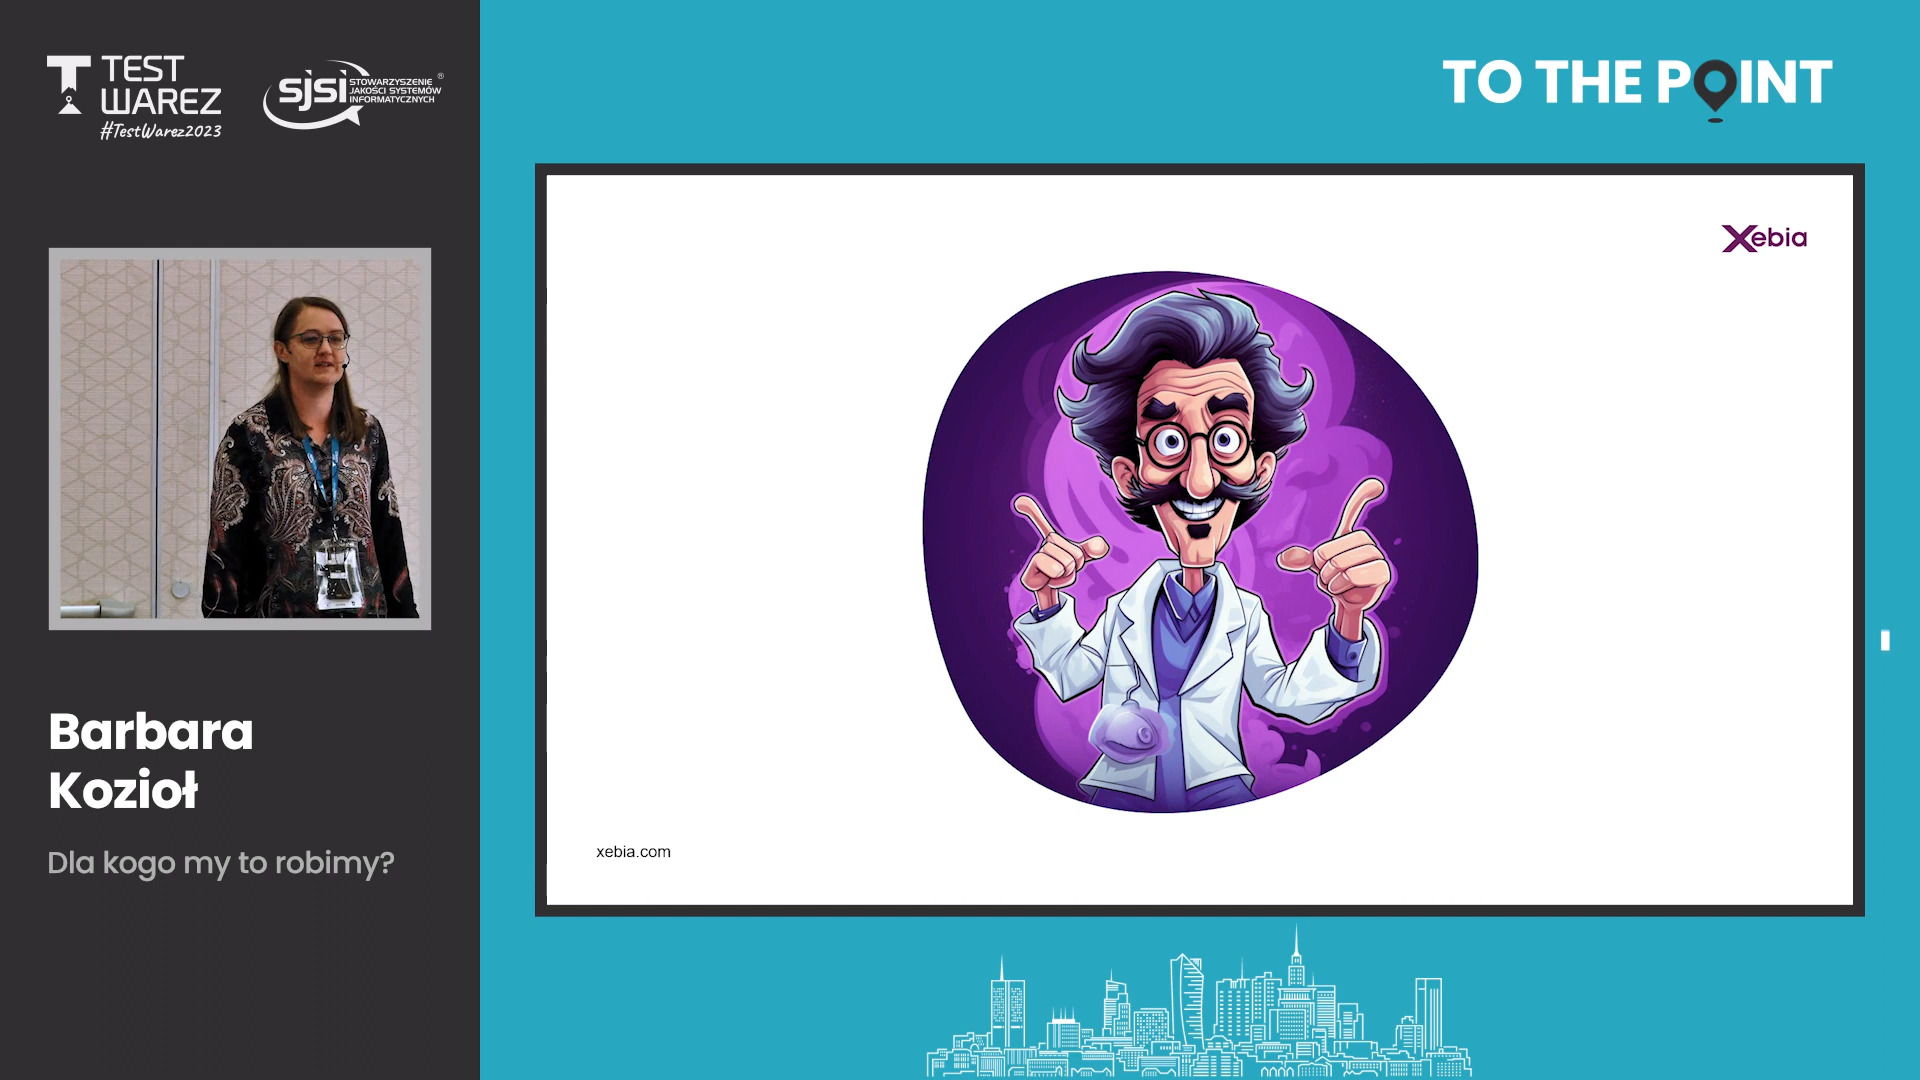 TEST
WAREZ
#TestWarez2023
sjsi
STOWARZYSZENIE
JAKOŚCI SYSTEMÓW
INFORMATYCZNYCH
®
TO THE POINT
Xebia
Barbara
Kozioł
Dla kogo my to robimy?
xebia.com